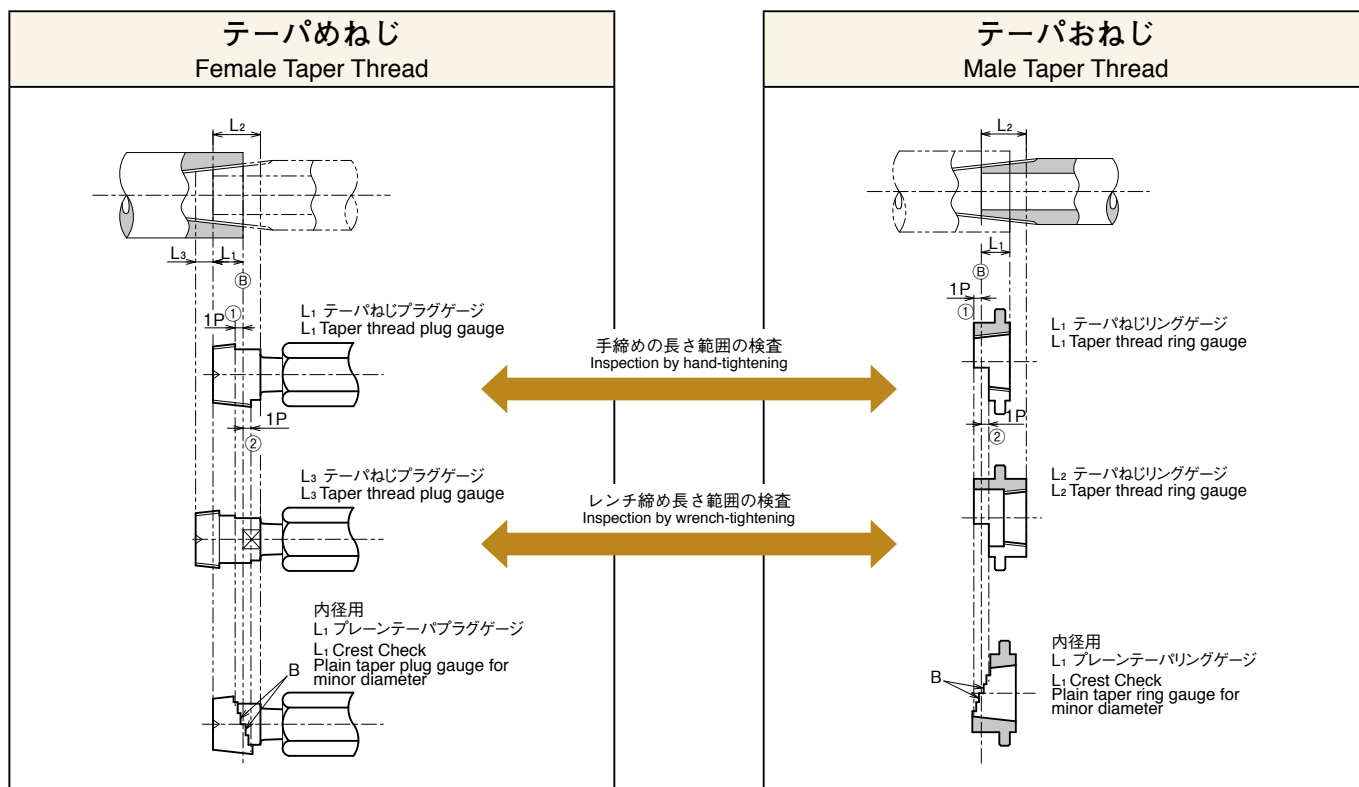 テーパめねじ
Female Taper Thread
L₂
L₃
L₁
Ⓑ
①
1P
L₁ テーパねじプラグゲージ
L₁ Taper thread plug gauge
1P
②
L₃ テーパねじプラグゲージ
L₃ Taper thread plug gauge
内径用
L₁ プレーンテーパプラグゲージ
L₁ Crest Check
Plain taper plug gauge for
minor diameter
B
手締めの長さ範囲の検査
Inspection by hand-tightening
レンチ締め長さ範囲の検査
Inspection by wrench-tightening
テーパおねじ
Male Taper Thread
L₂
L₁
Ⓑ
1P
①
L₁ テーパねじリングゲージ
L₁ Taper thread ring gauge
1P
②
L₂ テーパねじリングゲージ
L₂ Taper thread ring gauge
内径用
L₁ プレーンテーパリングゲージ
L₁ Crest Check
Plain taper ring gauge for
minor diameter
B